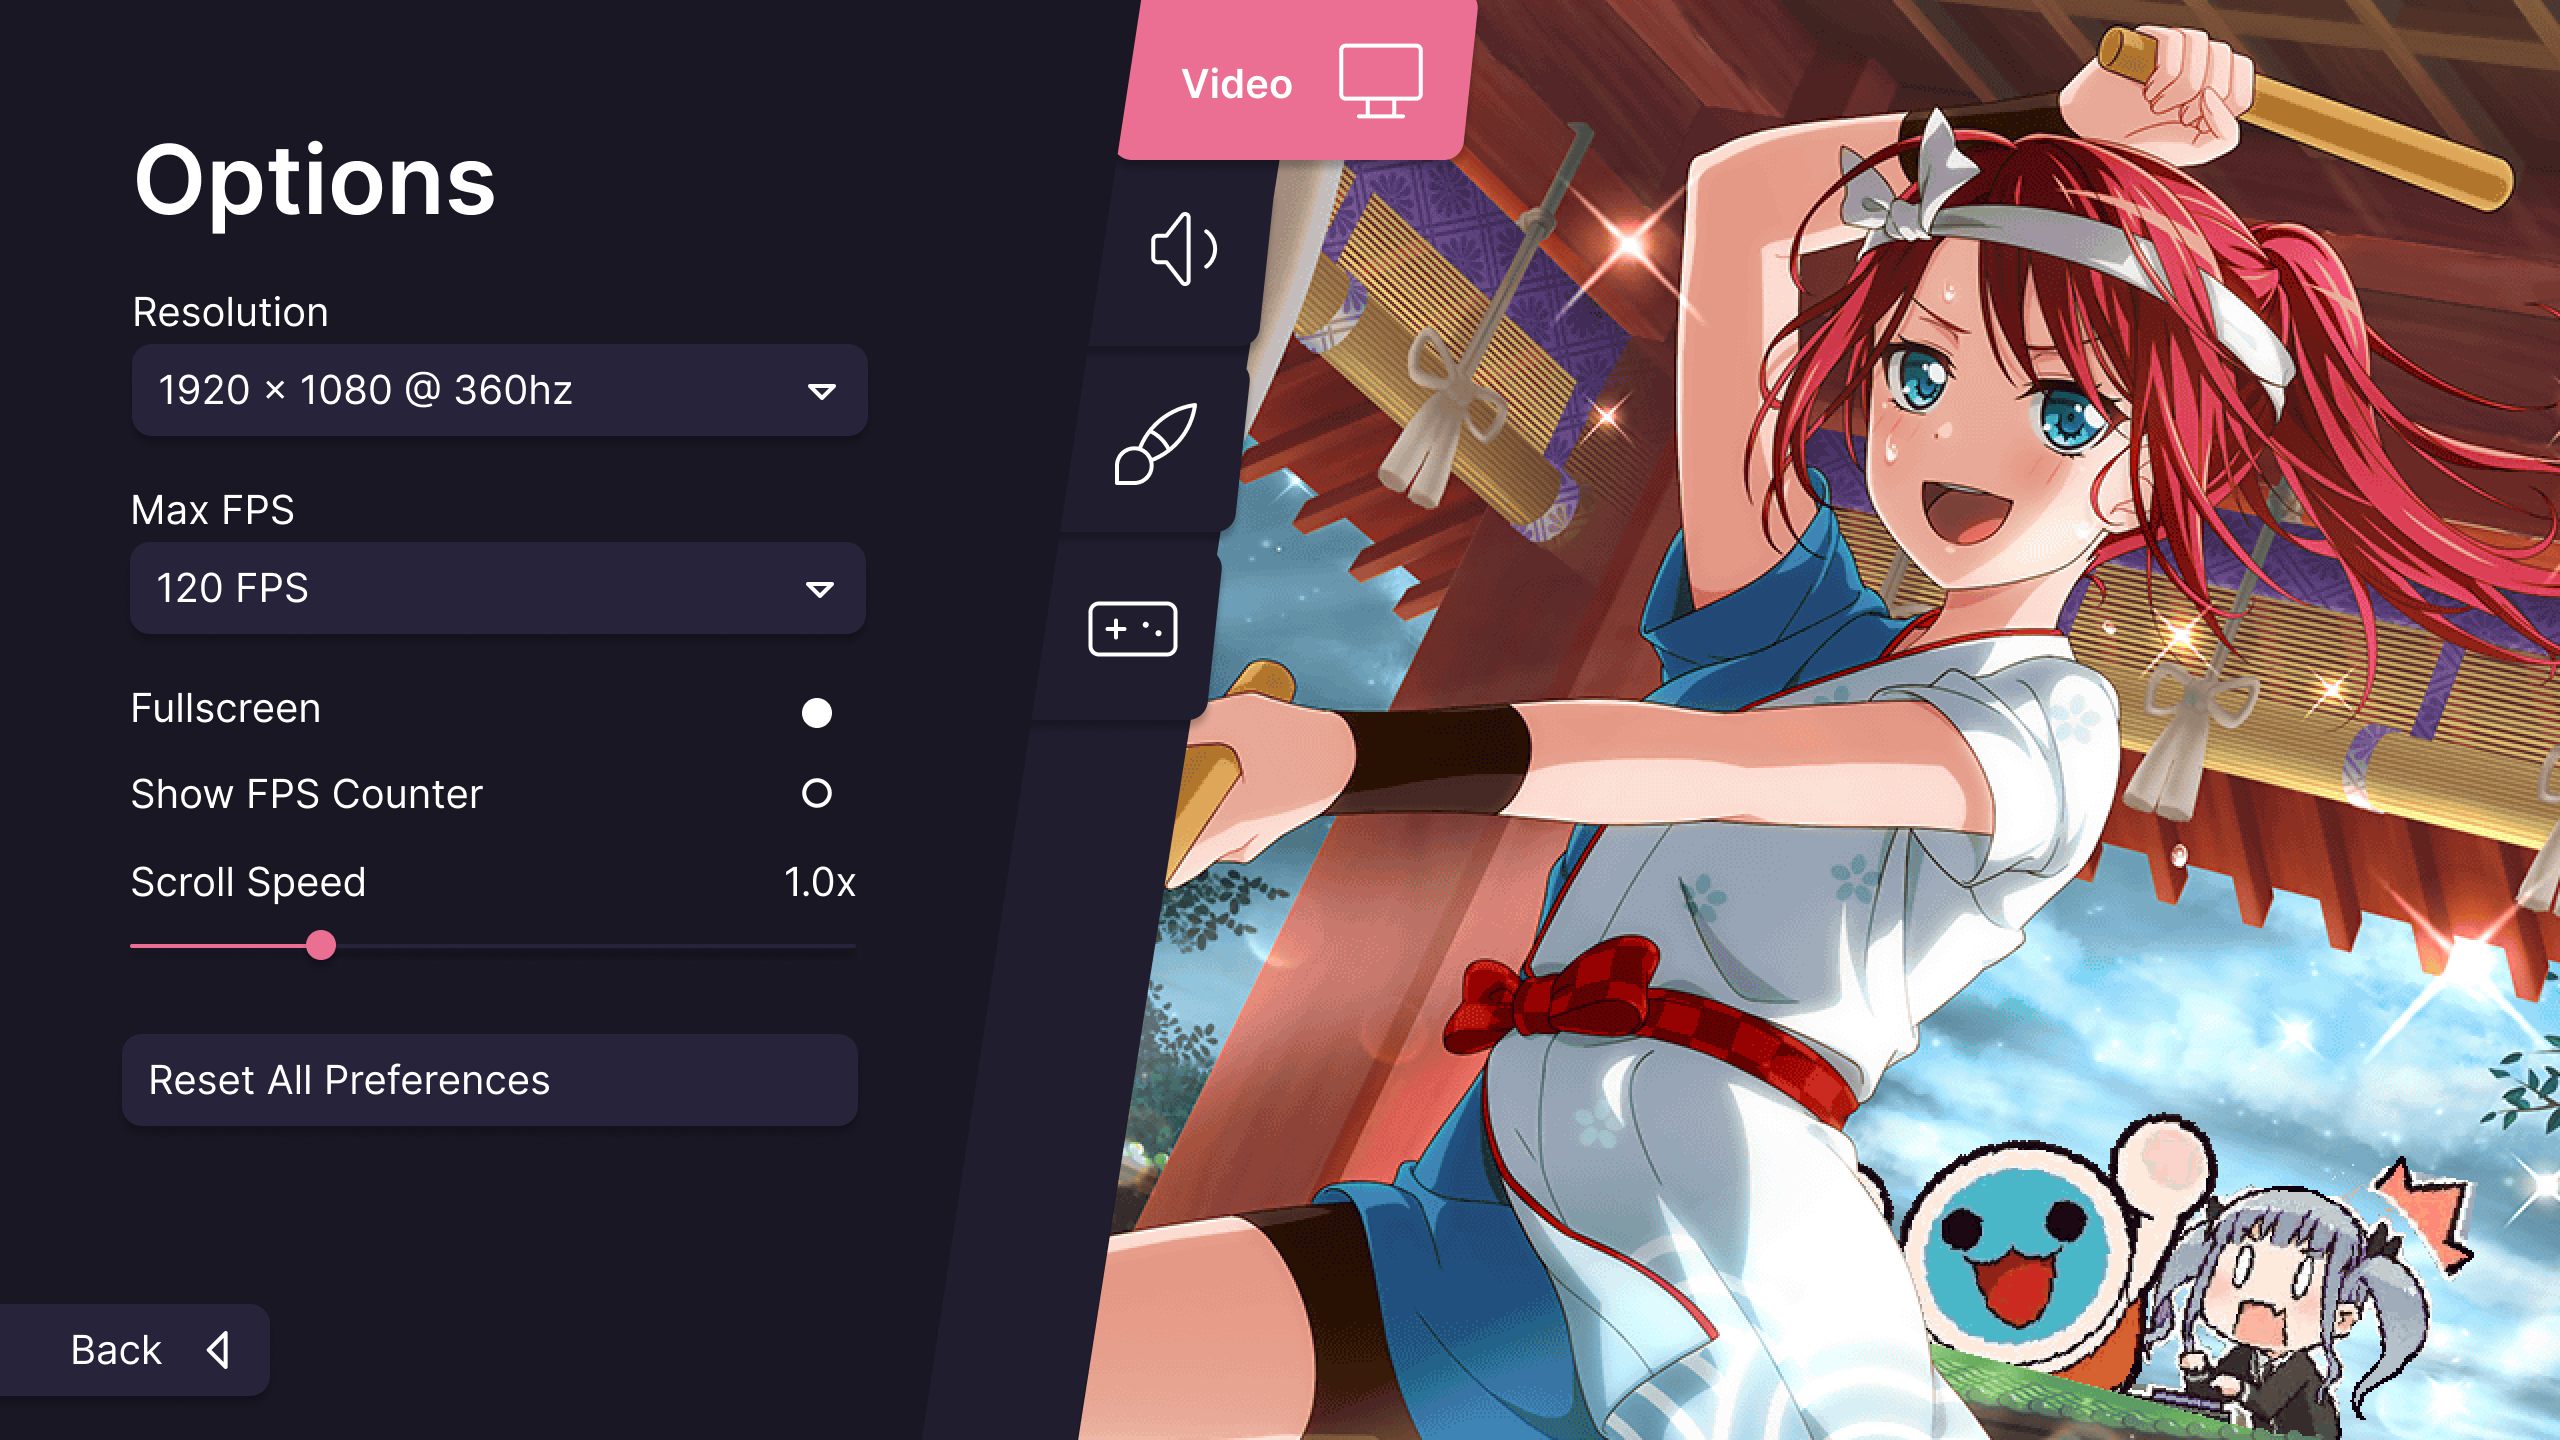 Video
Options
Resolution
1920 × 1080 @ 360hz
Max FPS
120 FPS
Fullscreen
Show FPS Counter
Scroll Speed 1.0x
Reset All Preferences
Back